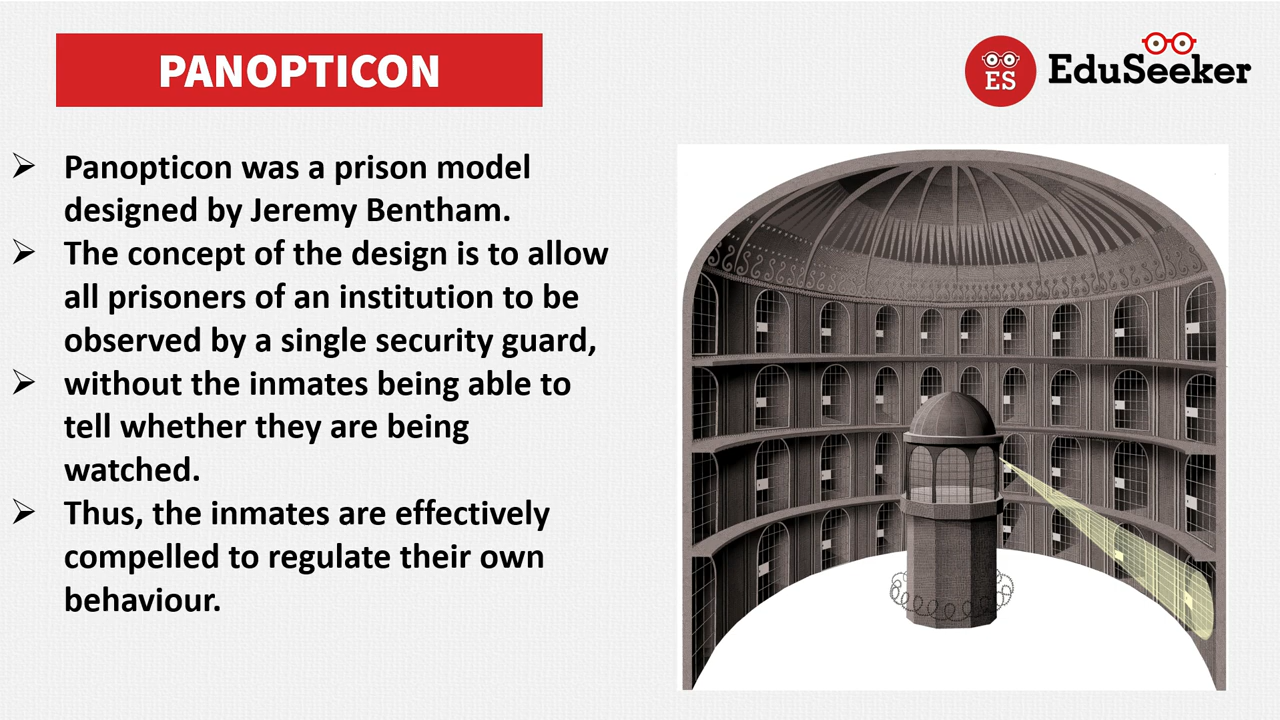 PANOPTICON
ES
EduSeeker
➢ Panopticon was a prison model
designed by Jeremy Bentham.
➢ The concept of the design is to allow
all prisoners of an institution to be
observed by a single security guard,
➢ without the inmates being able to
tell whether they are being
watched.
➢ Thus, the inmates are effectively
compelled to regulate their own
behaviour.